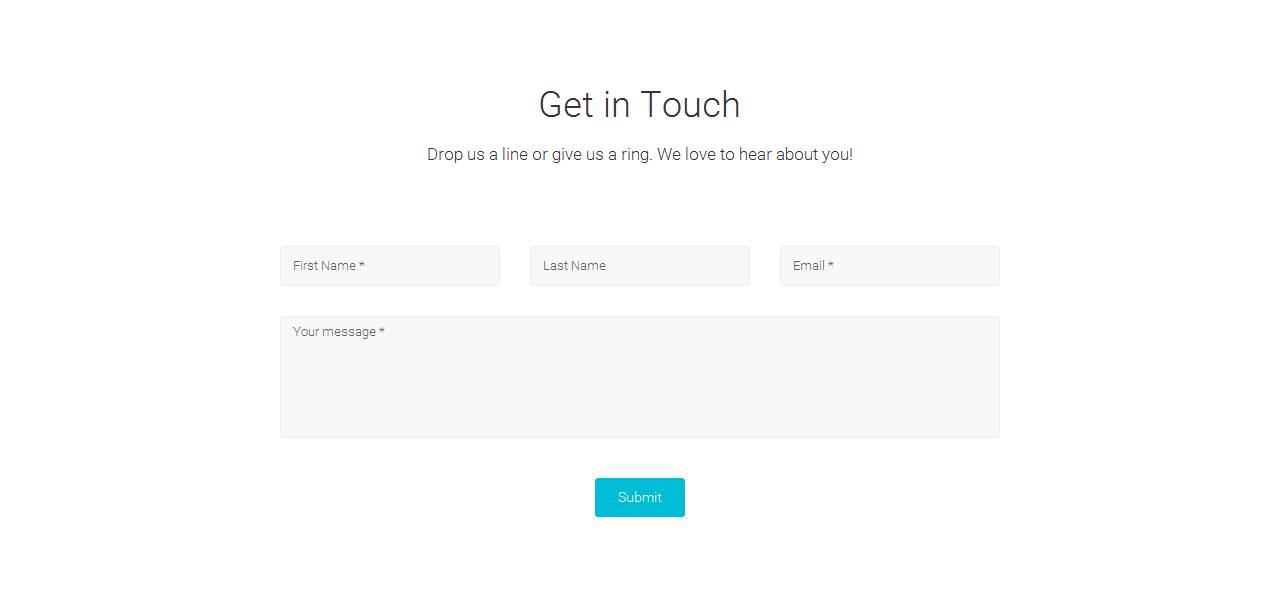 Get in Touch
Drop us a line or give us a ring. We love to hear about you!
First Name *
Last Name
Email *
Your message *
Submit